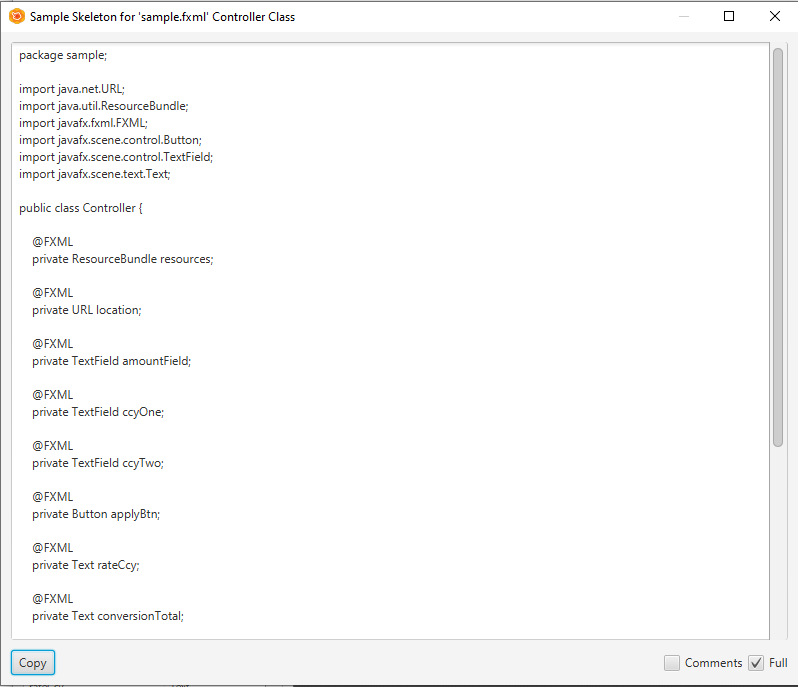 Sample Skeleton for 'sample.fxml' Controller Class
package sample;
import java.net.URL;
import java.util.ResourceBundle;
import javafx.fxml.FXML;
import javafx.scene.control.Button;
import javafx.scene.control.TextField;
import javafx.scene.text.Text;
public class Controller {
@FXML
private ResourceBundle resources;
@FXML
private URL location;
@FXML
private TextField amountField;
@FXML
private TextField ccyOne;
@FXML
private TextField ccyTwo;
@FXML
private Button applyBtn;
@FXML
private Text rateCcy;
@FXML
private Text conversionTotal;
Copy Comments Full